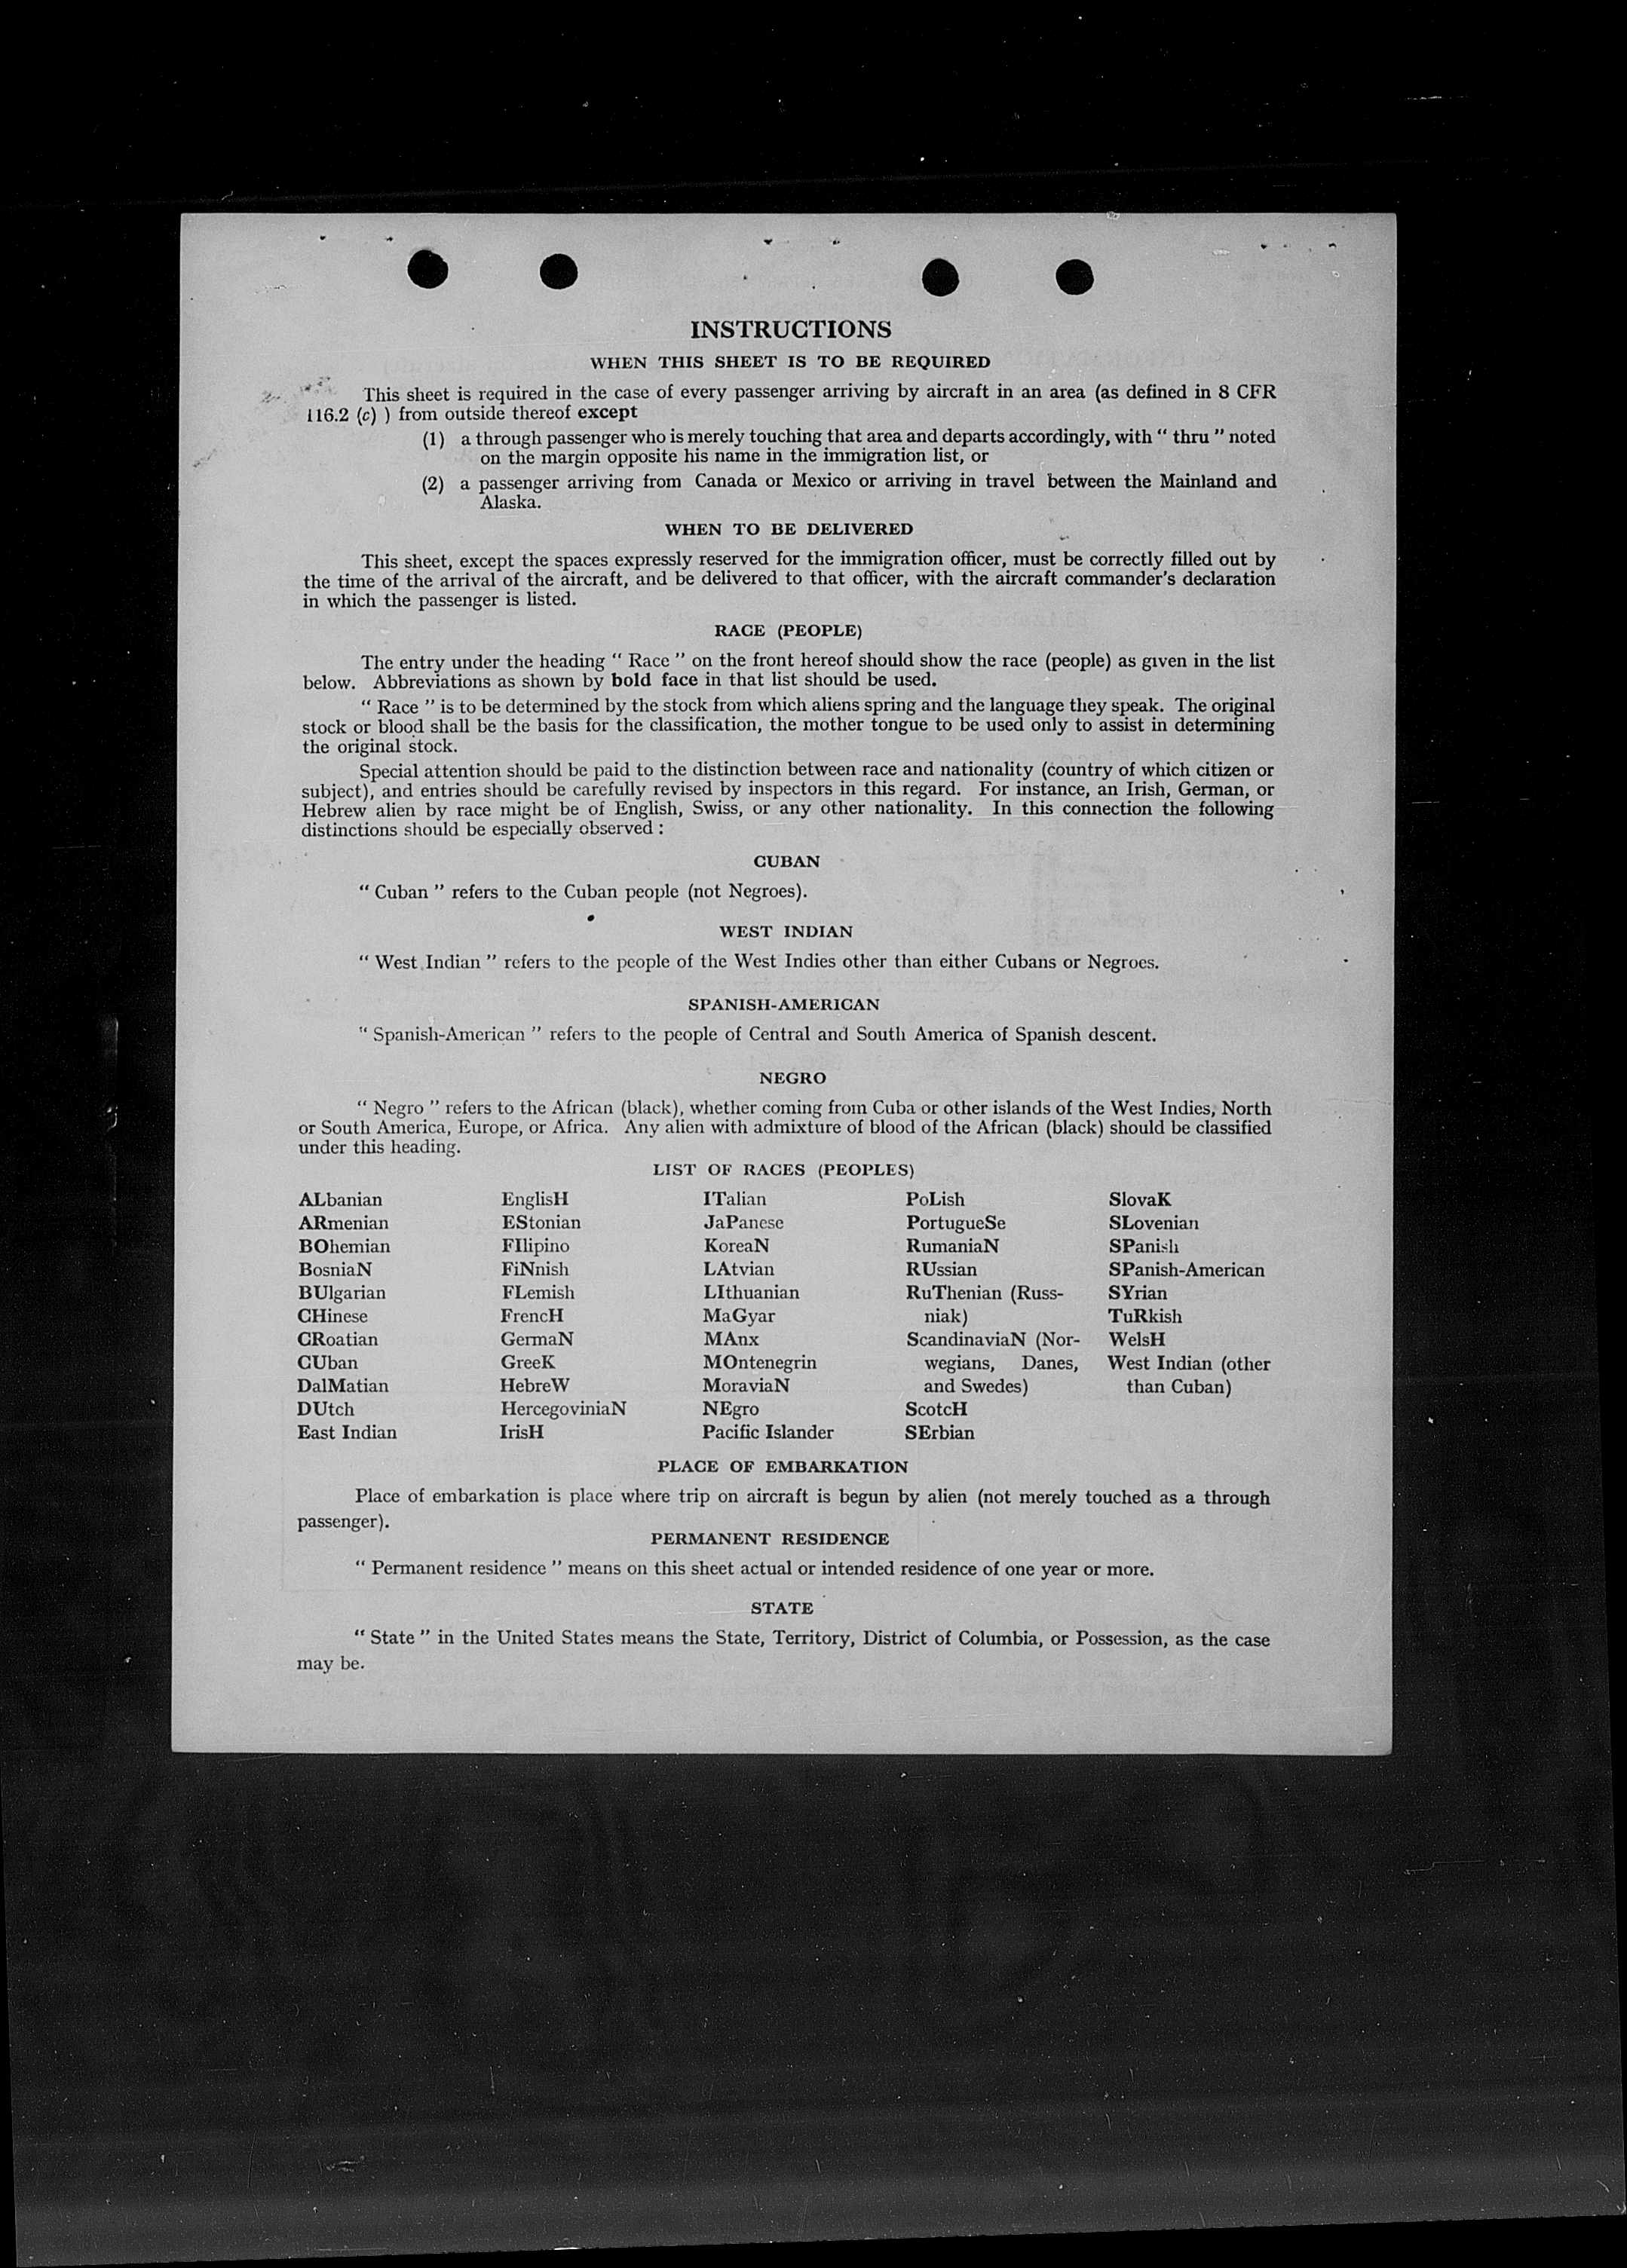 INSTRUCTIONS
WHEN THIS SHEET IS TO BE REQUIRED
This sheet is required in the case of every passenger arriving by aircraft in an area (as defined in 8 CFR
116.2 (c) ) from outside thereof except
(1) a through passenger who is merely touching that area and departs accordingly, with “ thru ” noted
on the margin opposite his name in the immigration list, or
(2) a passenger arriving from Canada or Mexico or arriving in travel between the Mainland and
Alaska.
WHEN TO BE DELIVERED
This sheet, except the spaces expressly reserved for the immigration officer, must be correctly filled out by
the time of the arrival of the aircraft, and be delivered to that officer, with the aircraft commander's declaration
in which the passenger is listed.
RACE (PEOPLE)
The entry under the heading “ Race ” on the front hereof should show the race (people) as given in the list
below. Abbreviations as shown by bold face in that list should be used.
“ Race ” is to be determined by the stock from which aliens spring and the language they speak. The original
stock or blood shall be the basis for the classification, the mother tongue to be used only to assist in determining
the original stock.
Special attention should be paid to the distinction between race and nationality (country of which citizen or
subject), and entries should be carefully revised by inspectors in this regard. For instance, an Irish, German, or
Hebrew alien by race might be of English, Swiss, or any other nationality. In this connection the following
distinctions should be especially observed :
CUBAN
“ Cuban ” refers to the Cuban people (not Negroes).
WEST INDIAN
“ West Indian ” refers to the people of the West Indies other than either Cubans or Negroes.
SPANISH-AMERICAN
“ Spanish-American ” refers to the people of Central and South America of Spanish descent.
NEGRO
“ Negro ” refers to the African (black), whether coming from Cuba or other islands of the West Indies, North
or South America, Europe, or Africa. Any alien with admixture of blood of the African (black) should be classified
under this heading.
LIST OF RACES (PEOPLES)
ALbanian
ARmenian
BOhemian
BosniaN
BUlgarian
CHinese
CRoatian
CUban
DalMatian
DUtch
East Indian
EnglisH
EStonian
FIlipino
FiNnish
FLemish
FrencH
GermaN
GreeK
HebreW
HercegoviniaN
IrisH
ITalian
JaPanese
KoreaN
LAtvian
LIthuanian
MaGyar
MAnx
MOntenegrin
MoraviaN
NEgro
Pacific Islander
PoLish
PortugueSe
RumaniaN
RUssian
RuThenian (Russ-
niak)
ScandinaviaN (Nor-
wegians, Danes,
and Swedes)
ScotcH
SErbian
SlovaK
SLovenian
SPanish
SPanish-American
SYrian
TuRkish
WelsH
West Indian (other
than Cuban)
PLACE OF EMBARKATION
Place of embarkation is place where trip on aircraft is begun by alien (not merely touched as a through
passenger).
PERMANENT RESIDENCE
“ Permanent residence ” means on this sheet actual or intended residence of one year or more.
STATE
“ State ” in the United States means the State, Territory, District of Columbia, or Possession, as the case
may be.